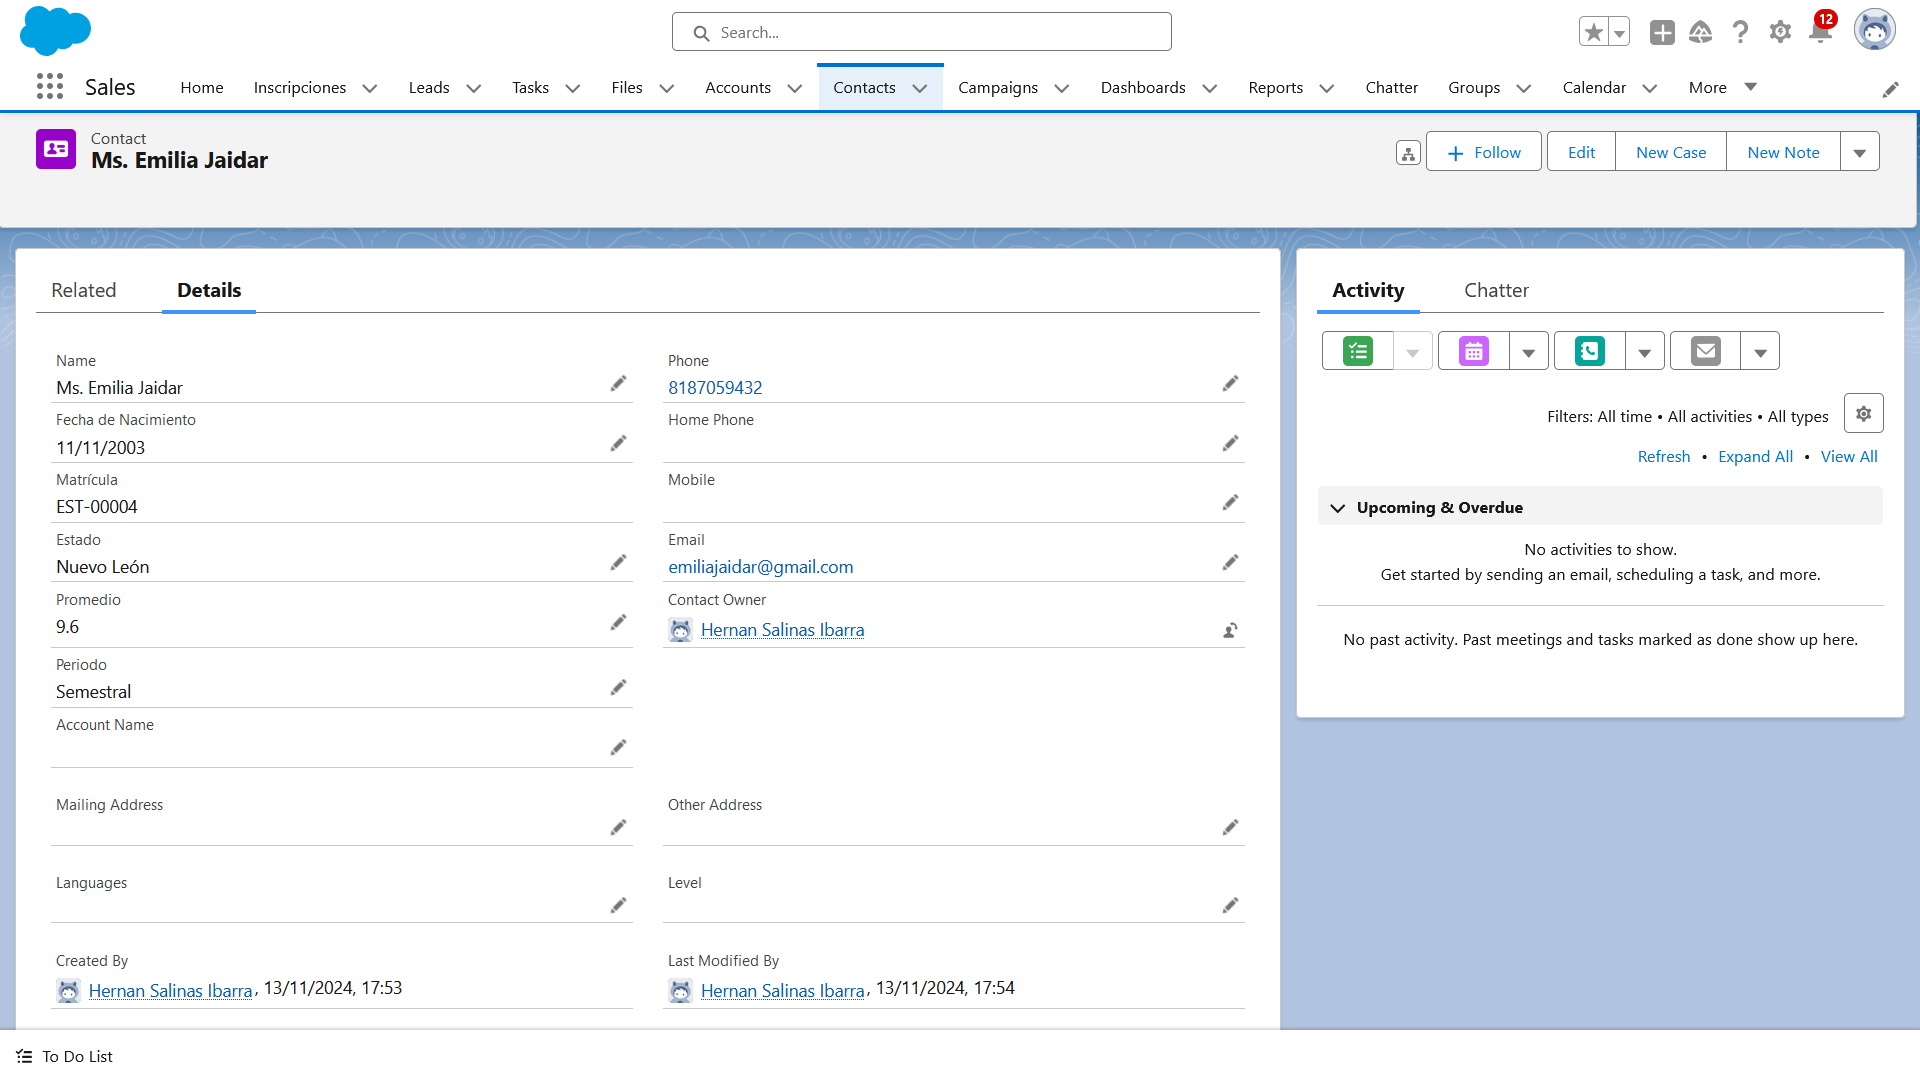 Search...
12
Sales
Home
Inscripciones
Leads
Tasks
Files
Accounts
Contacts
Campaigns
Dashboards
Reports
Chatter
Groups
Calendar
More
Contact
Ms. Emilia Jaidar
Follow
Edit
New Case
New Note
Related
Details
Name
Ms. Emilia Jaidar
Fecha de Nacimiento
11/11/2003
Matrícula
EST-00004
Estado
Nuevo León
Promedio
9.6
Periodo
Semestral
Account Name
Phone
8187059432
Home Phone
Mobile
Email
emiliajaidar@gmail.com
Contact Owner
Hernan Salinas Ibarra
Mailing Address
Other Address
Languages
Level
Created By
Hernan Salinas Ibarra, 13/11/2024, 17:53
Last Modified By
Hernan Salinas Ibarra, 13/11/2024, 17:54
Activity
Chatter
Filters: All time • All activities • All types
Refresh • Expand All • View All
Upcoming & Overdue
No activities to show.
Get started by sending an email, scheduling a task, and more.
No past activity. Past meetings and tasks marked as done show up here.
To Do List